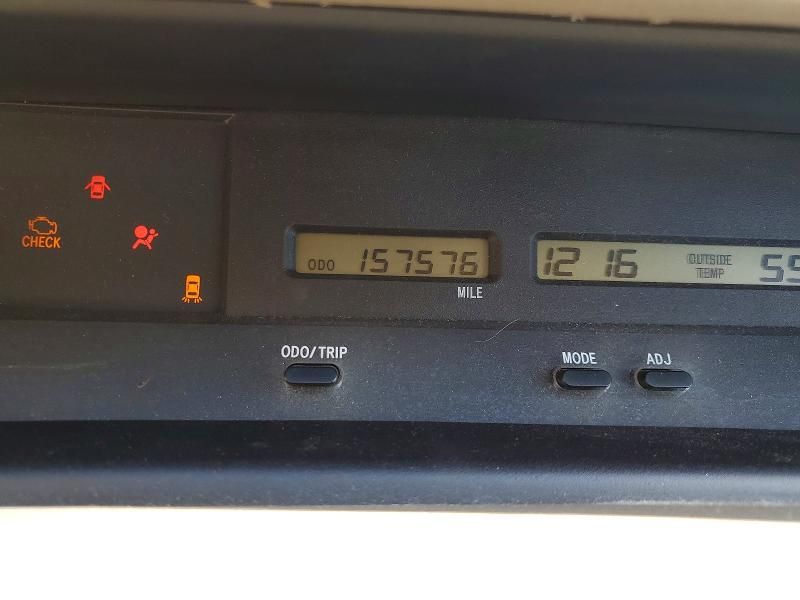 CHECK
ODO 157576
MILE
12 16
OUTSIDE
TEMP
ODO/TRIP
MODE
ADJ